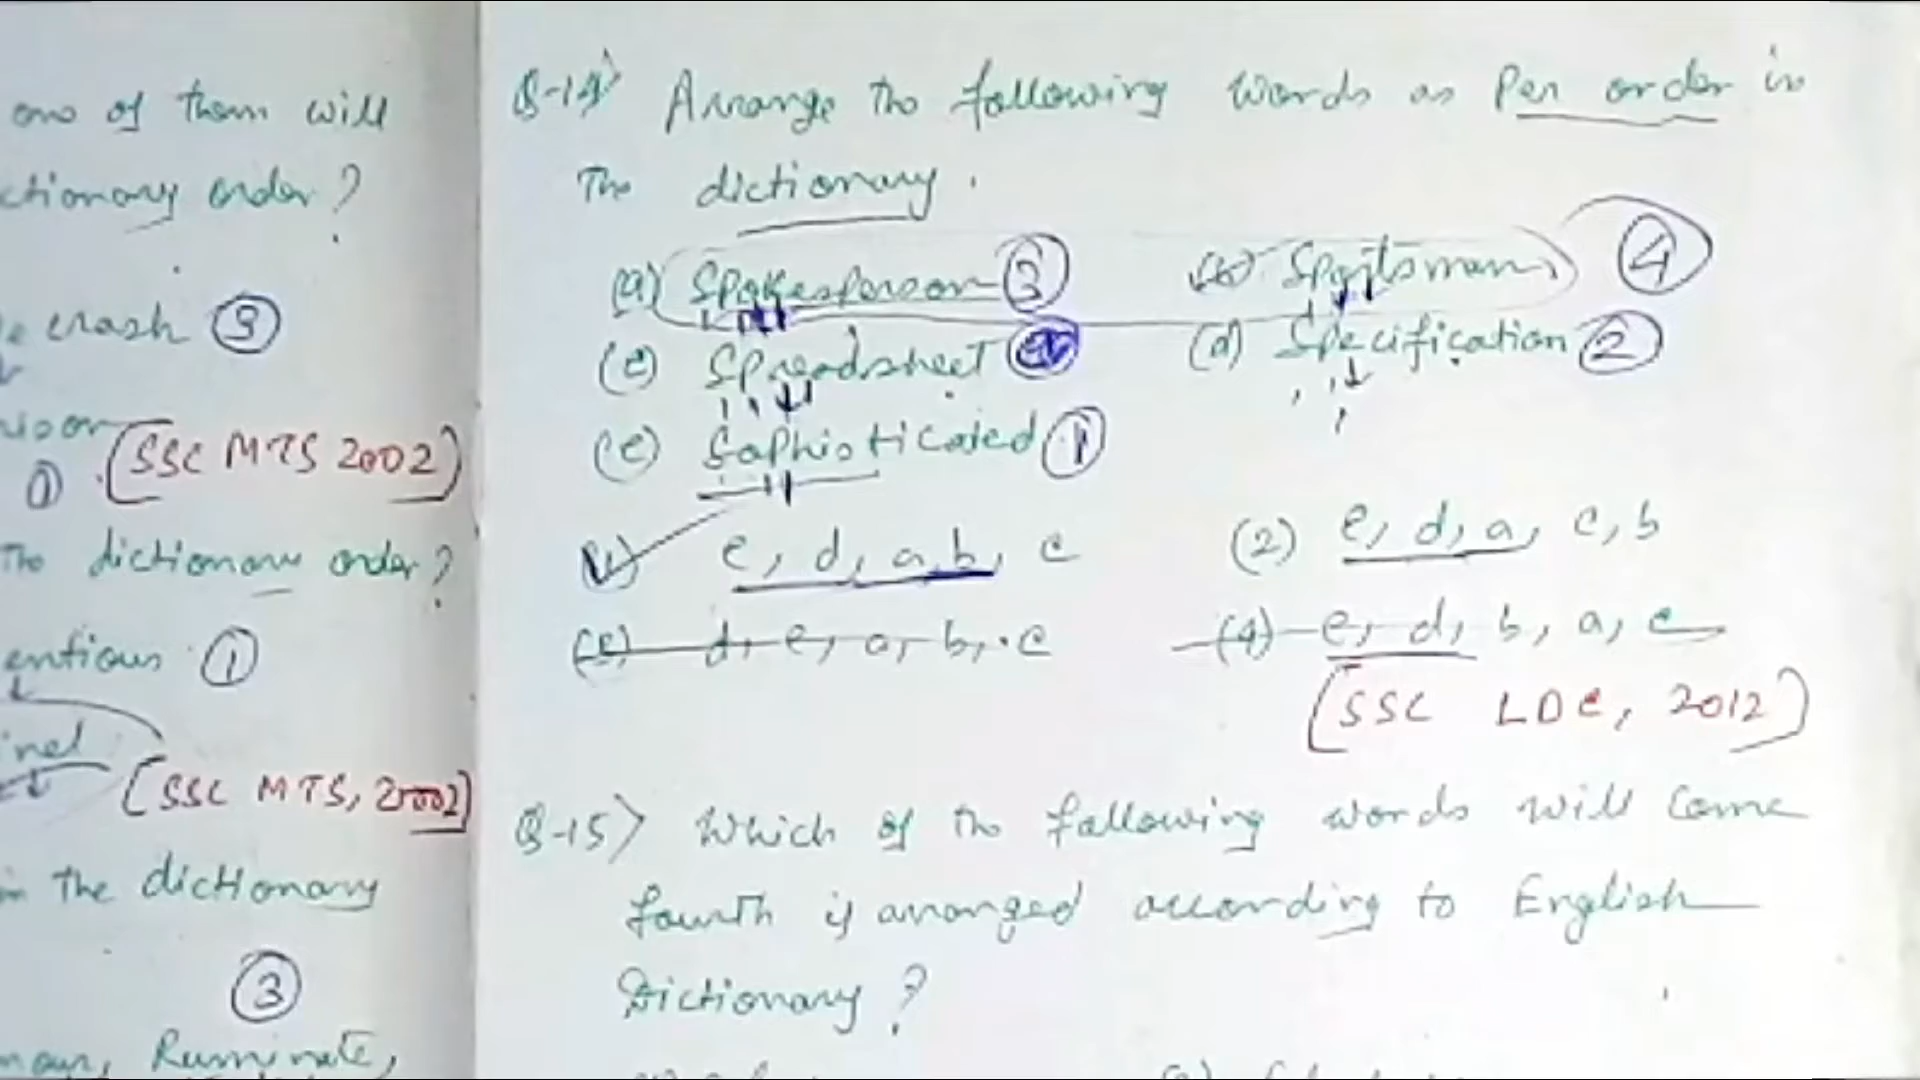 one of them will
ctionary order?
crash ③
① (SSC MTS 2002)
The dictionary order?
entious ①
nel
[SSC MTS, 2002]
in the dictionary
③
Ruminate,
Q-14) Arrange the following words as Per order in
The dictionary.
(a) Spokesperson ③ (b) Sportsman ④
(c) Spreadsheet (d) Specification ②
(e) Sophisticated ①
(1) e, d, a, b, c (2) e, d, a, c, b
(3) d, e, a, b, c (4) e, d, b, a, c
[SSC LDC, 2012]
Q-15) Which of the following words will come
fourth if arranged according to English
Dictionary?